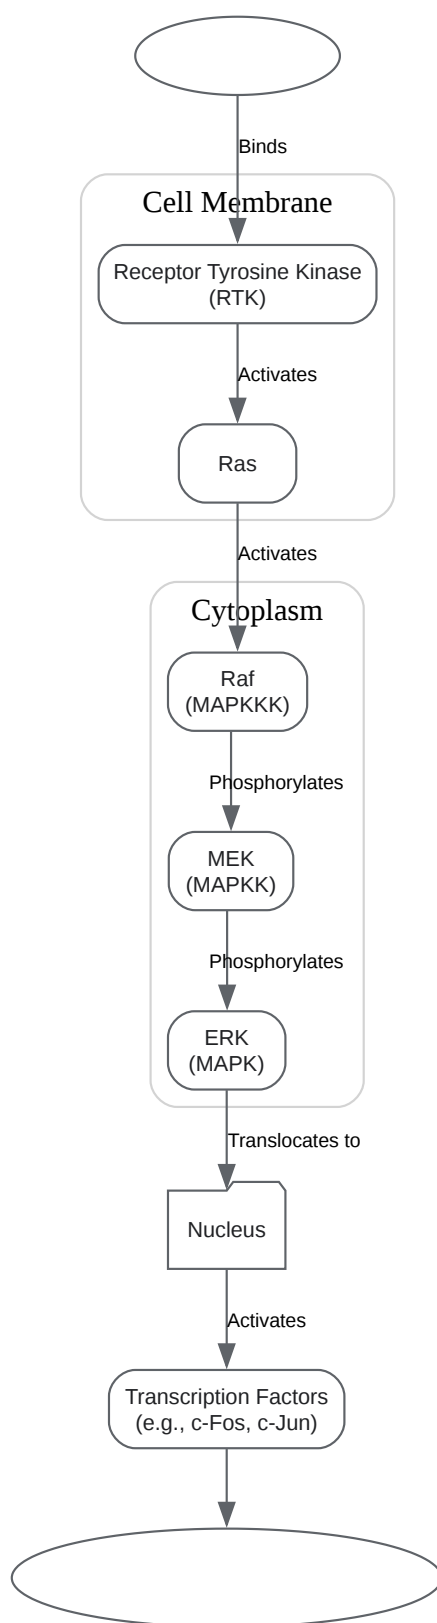 Binds
Cell Membrane
Receptor Tyrosine Kinase
(RTK)
Activates
Ras
Activates
Cytoplasm
Raf
(MAPKKK)
Phosphorylates
MEK
(MAPKK)
Phosphorylates
ERK
(MAPK)
Translocates to
Nucleus
Activates
Transcription Factors
(e.g., c-Fos, c-Jun)